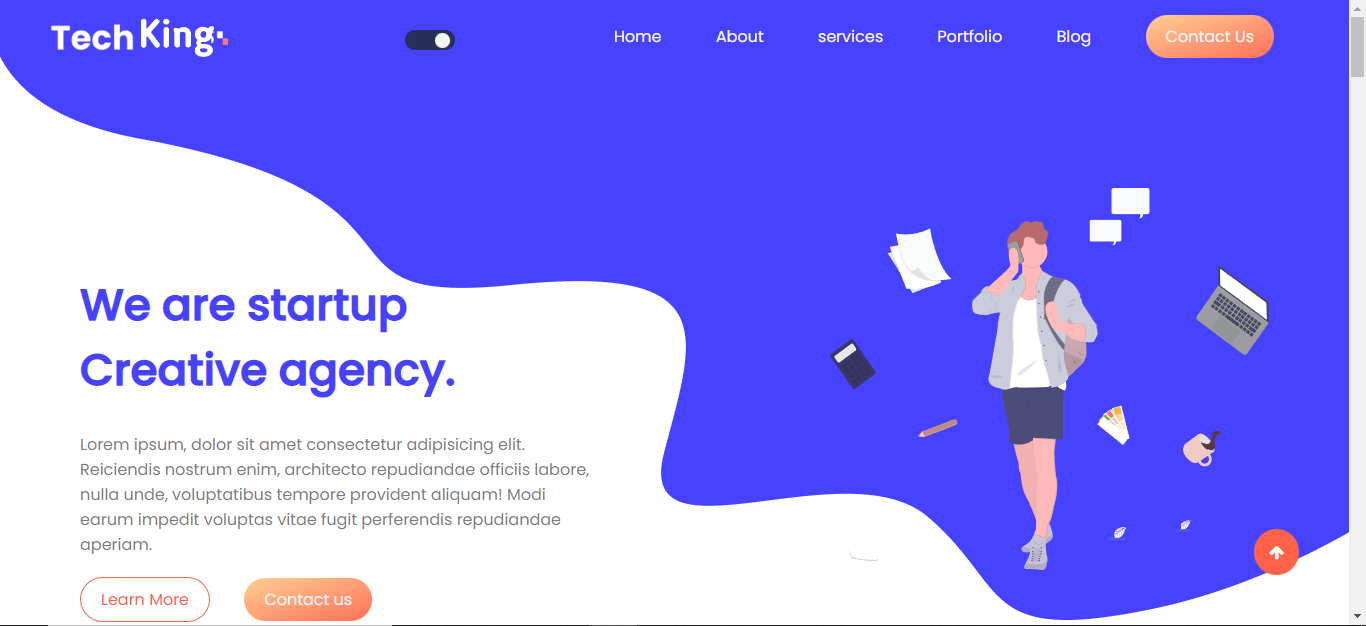 Tech King.
Home About services Portfolio Blog Contact Us
We are startup
Creative agency.
Lorem ipsum, dolor sit amet consectetur adipisicing elit.
Reiciendis nostrum enim, architecto repudiandae officiis labore,
nulla unde, voluptatibus tempore provident aliquam! Modi
earum impedit voluptas vitae fugit perferendis repudiandae
aperiam.
Learn More Contact us